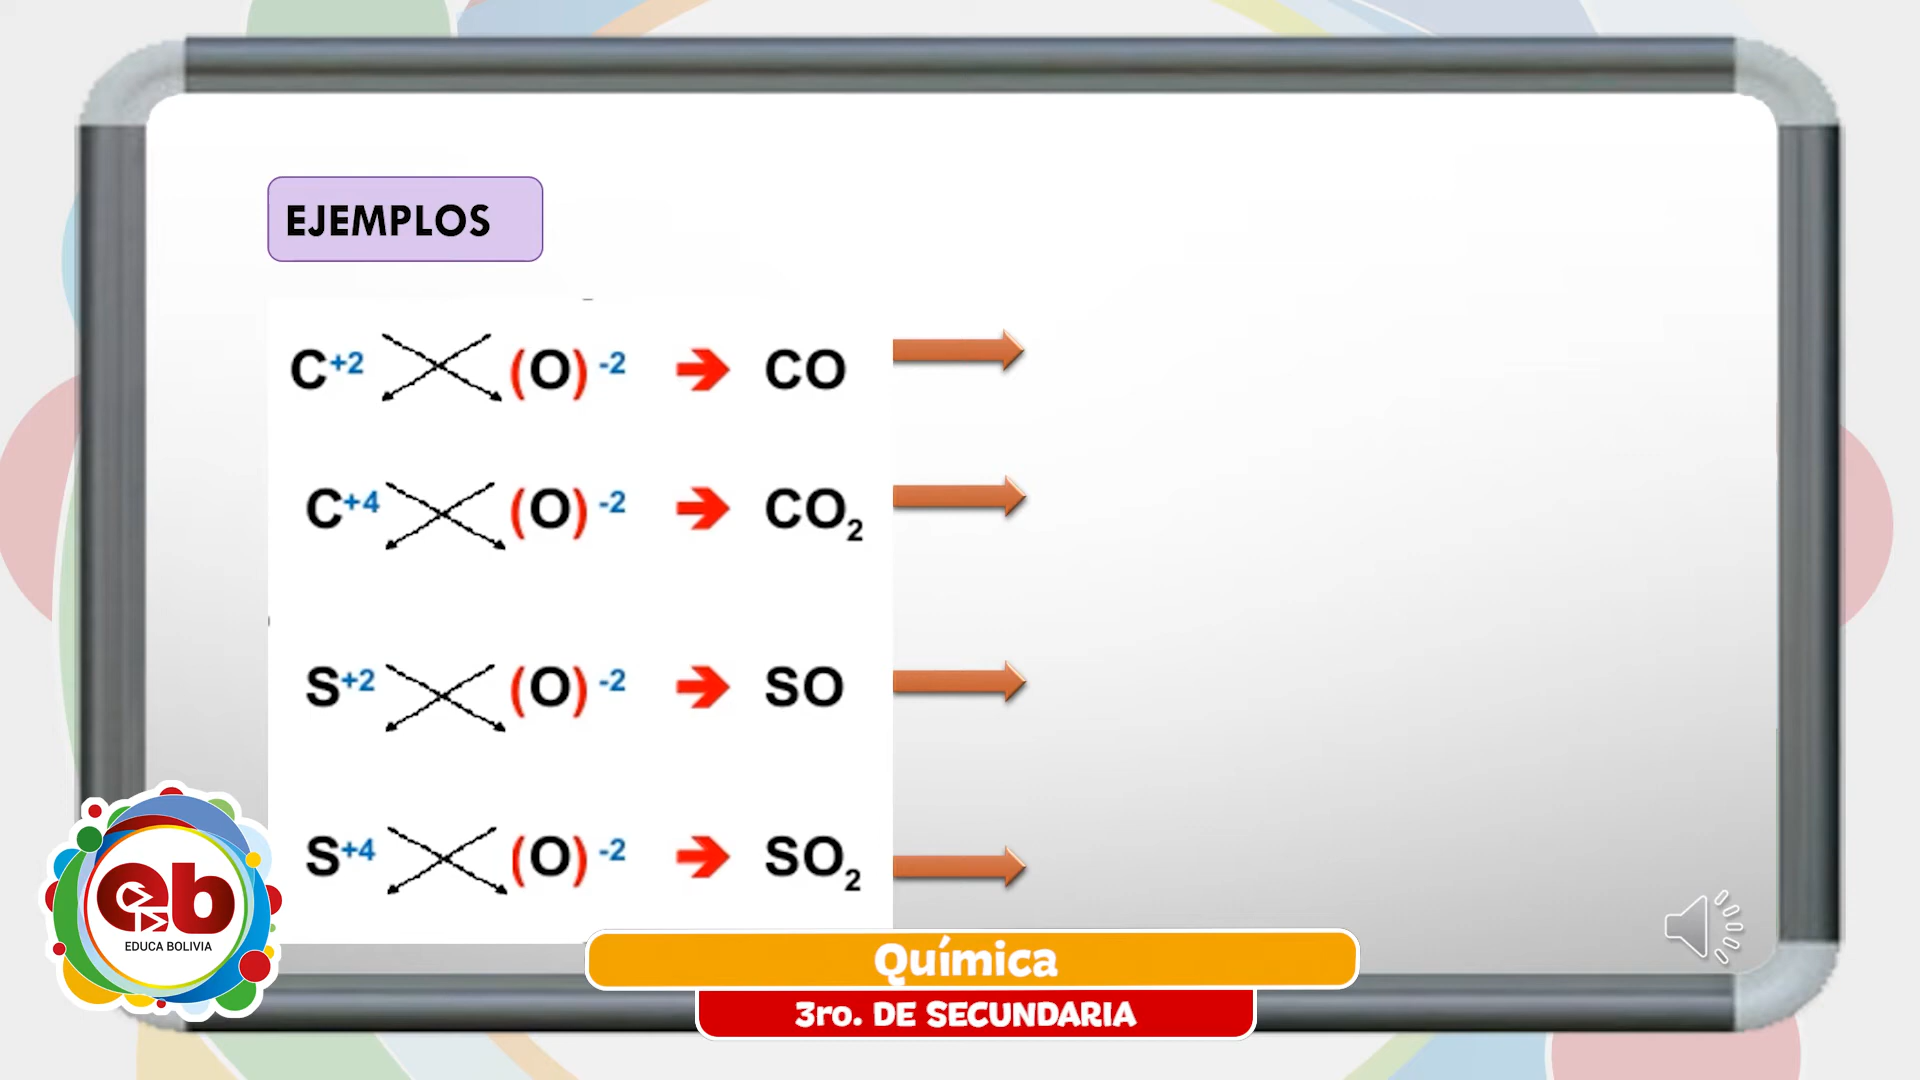 EJEMPLOS
C+2 (O) -2 ➔ CO
C+4 (O) -2 ➔ CO2
S+2 (O) -2 ➔ SO
S+4 (O) -2 ➔ SO2
eb
EDUCA BOLIVIA
Química
3ro. DE SECUNDARIA